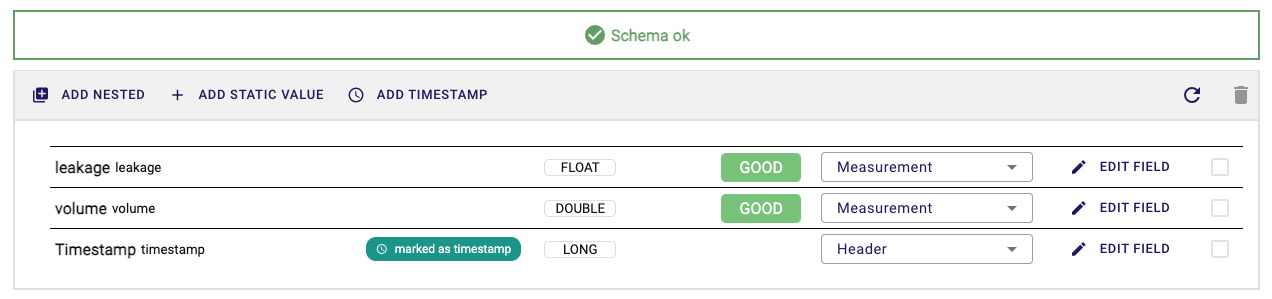 Schema ok
ADD NESTED ADD STATIC VALUE ADD TIMESTAMP
leakage leakage FLOAT GOOD Measurement EDIT FIELD
volume volume DOUBLE GOOD Measurement EDIT FIELD
Timestamp timestamp marked as timestamp LONG Header EDIT FIELD